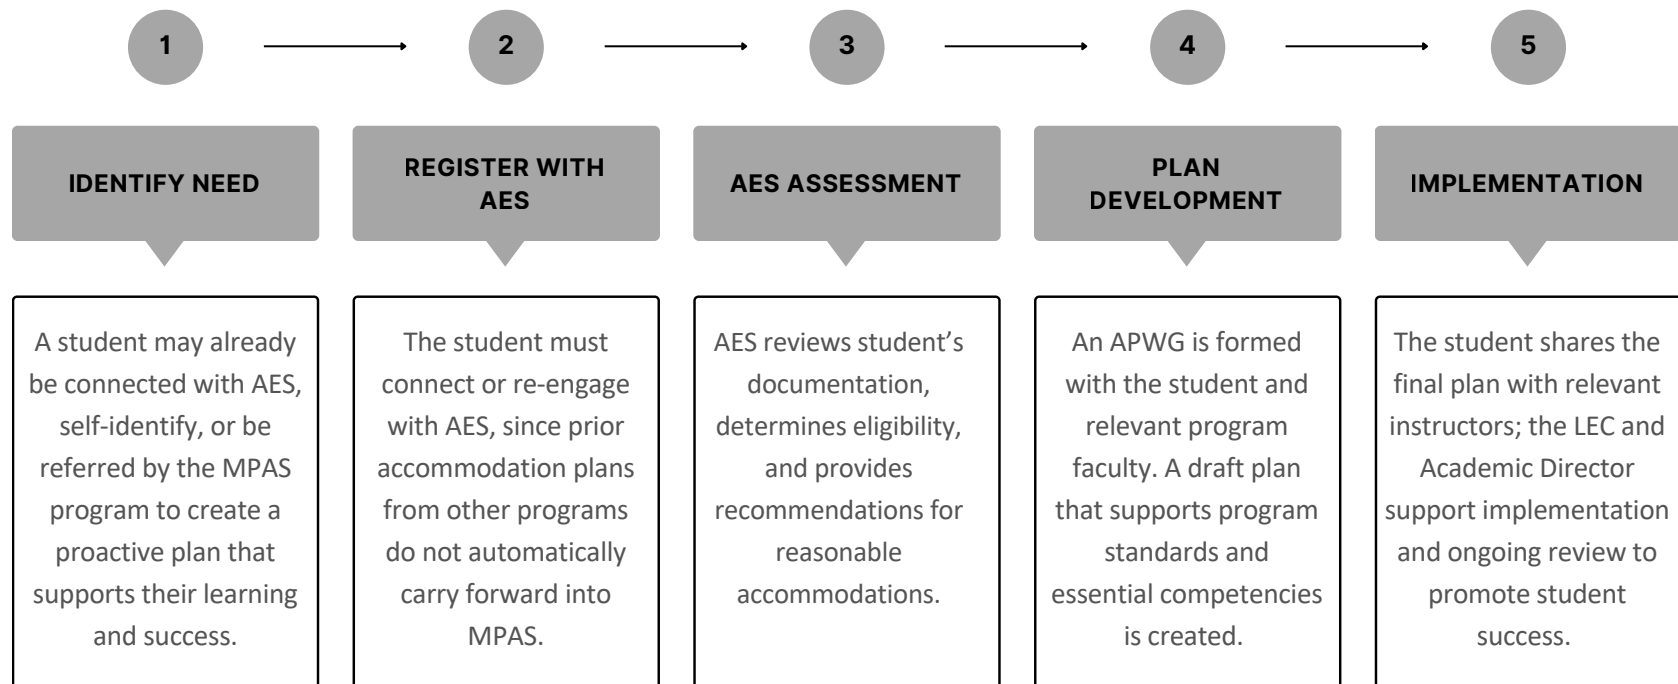 1
2
3
4
5
IDENTIFY NEED
REGISTER WITH
AES
AES ASSESSMENT
PLAN
DEVELOPMENT
IMPLEMENTATION
A student may already
be connected with AES,
self-identify, or be
referred by the MPAS
program to create a
proactive plan that
supports their learning
and success.
The student must
connect or re-engage
with AES, since prior
accommodation plans
from other programs
do not automatically
carry forward into
MPAS.
AES reviews student’s
documentation,
determines eligibility,
and provides
recommendations for
reasonable
accommodations.
An APWG is formed
with the student and
relevant program
faculty. A draft plan
that supports program
standards and
essential competencies
is created.
The student shares the
final plan with relevant
instructors; the LEC and
Academic Director
support implementation
and ongoing review to
promote student
success.